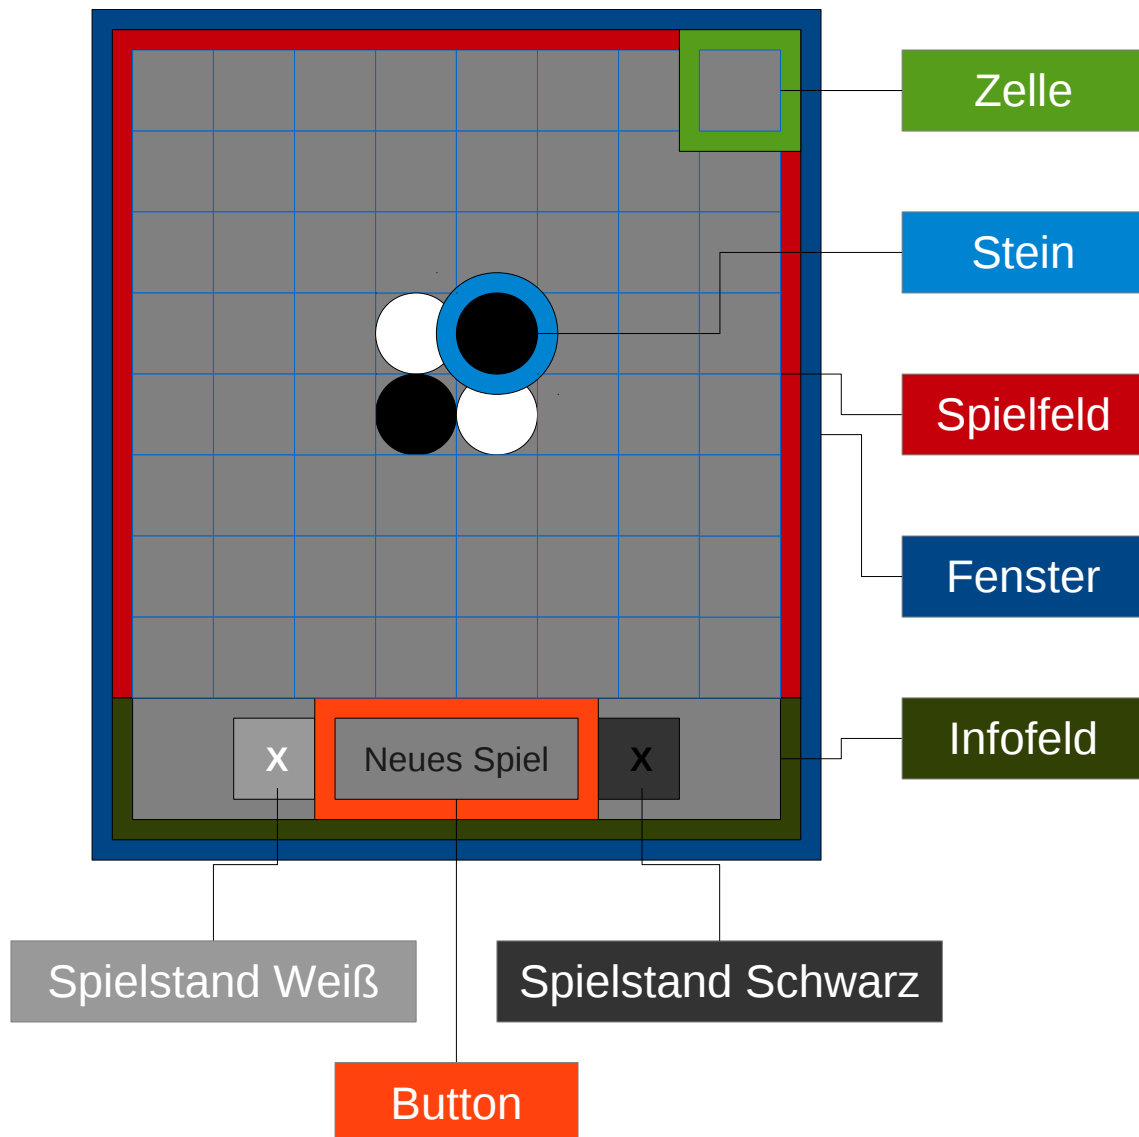 Zelle
Stein
Spielfeld
Fenster
Infofeld
X
Neues Spiel
X
Spielstand Weiß
Spielstand Schwarz
Button